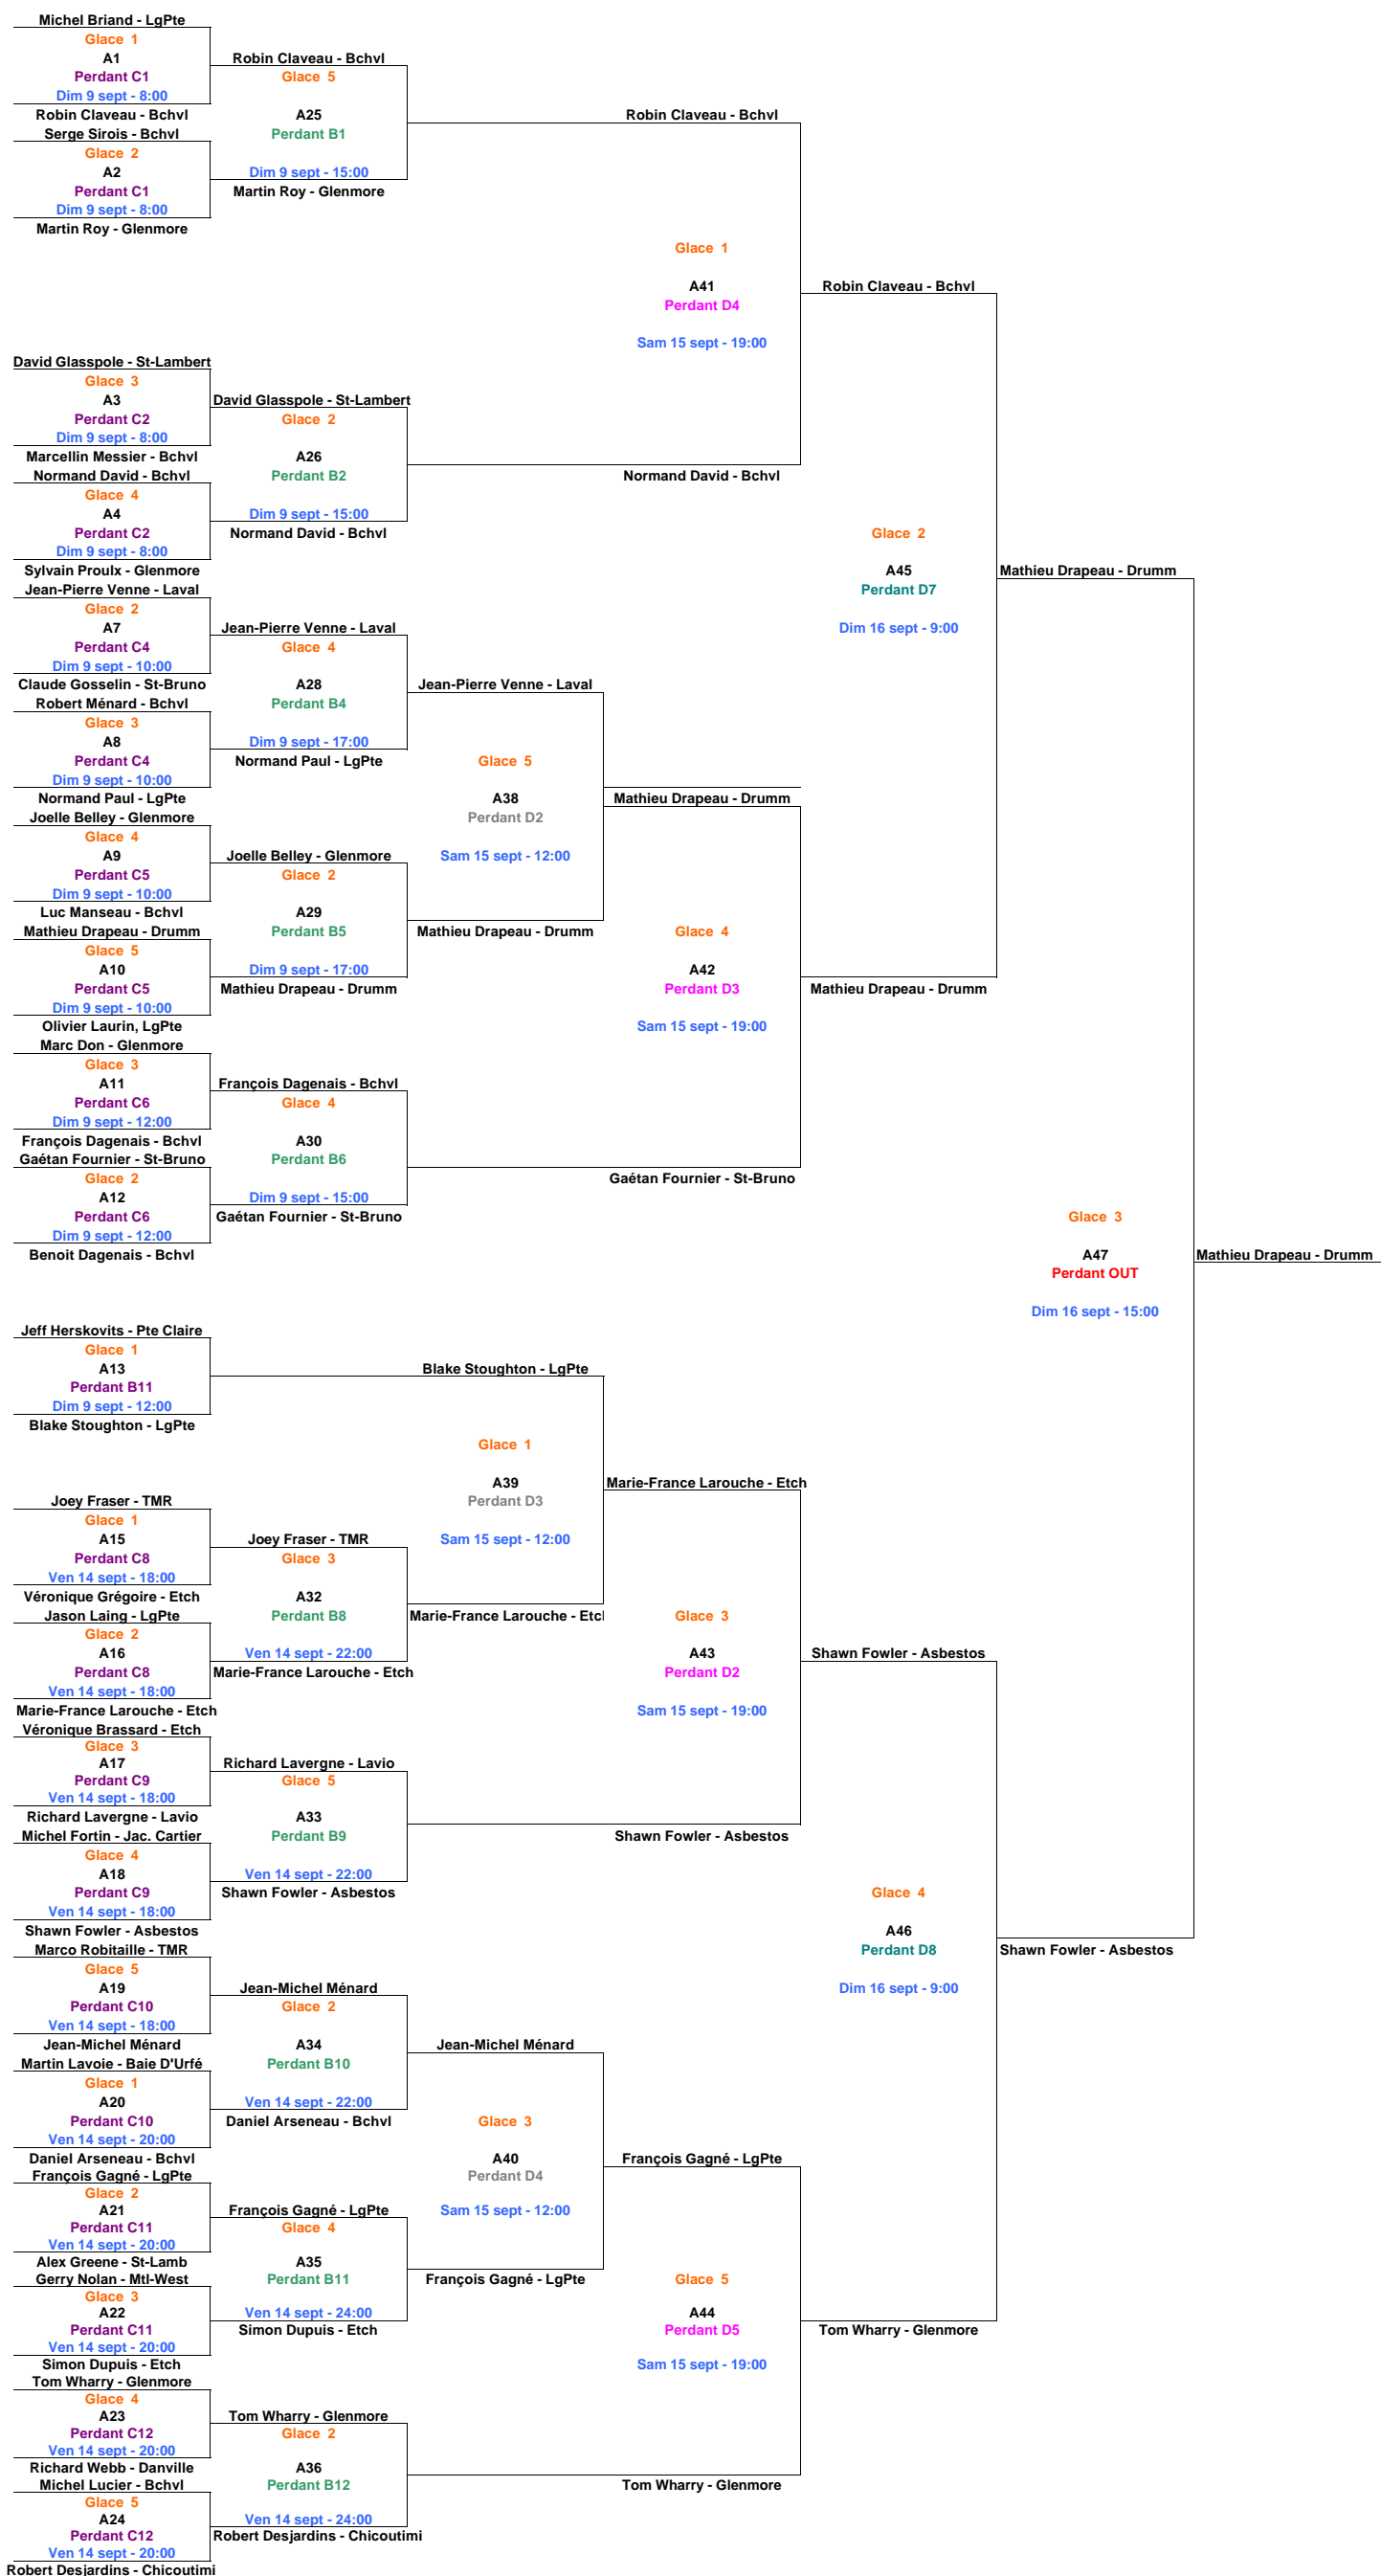 Michel Briand - LgPte
Glace 1
A1
Perdant C1
Dim 9 sept - 8:00
Robin Claveau - Bchvl
Serge Sirois - Bchvl
Glace 2
A2
Perdant C1
Dim 9 sept - 8:00
Martin Roy - Glenmore
David Glasspole - St-Lambert
Glace 3
A3
Perdant C2
Dim 9 sept - 8:00
Marcellin Messier - Bchvl
Normand David - Bchvl
Glace 4
A4
Perdant C2
Dim 9 sept - 8:00
Sylvain Proulx - Glenmore
Jean-Pierre Venne - Laval
Glace 2
A7
Perdant C4
Dim 9 sept - 10:00
Claude Gosselin - St-Bruno
Robert Ménard - Bchvl
Glace 3
A8
Perdant C4
Dim 9 sept - 10:00
Normand Paul - LgPte
Joelle Belley - Glenmore
Glace 4
A9
Perdant C5
Dim 9 sept - 10:00
Luc Manseau - Bchvl
Mathieu Drapeau - Drumm
Glace 5
A10
Perdant C5
Dim 9 sept - 10:00
Olivier Laurin, LgPte
Marc Don - Glenmore
Glace 3
A11
Perdant C6
Dim 9 sept - 12:00
François Dagenais - Bchvl
Gaétan Fournier - St-Bruno
Glace 2
A12
Perdant C6
Dim 9 sept - 12:00
Benoit Dagenais - Bchvl
Jeff Herskovits - Pte Claire
Glace 1
A13
Perdant B11
Dim 9 sept - 12:00
Blake Stoughton - LgPte
Joey Fraser - TMR
Glace 1
A15
Perdant C8
Ven 14 sept - 18:00
Véronique Grégoire - Etch
Jason Laing - LgPte
Glace 2
A16
Perdant C8
Ven 14 sept - 18:00
Marie-France Larouche - Etch
Véronique Brassard - Etch
Glace 3
A17
Perdant C9
Ven 14 sept - 18:00
Richard Lavergne - Lavio
Michel Fortin - Jac. Cartier
Glace 4
A18
Perdant C9
Ven 14 sept - 18:00
Shawn Fowler - Asbestos
Marco Robitaille - TMR
Glace 5
A19
Perdant C10
Ven 14 sept - 18:00
Jean-Michel Ménard
Martin Lavoie - Baie D'Urfé
Glace 1
A20
Perdant C10
Ven 14 sept - 20:00
Daniel Arseneau - Bchvl
François Gagné - LgPte
Glace 2
A21
Perdant C11
Ven 14 sept - 20:00
Alex Greene - St-Lamb
Gerry Nolan - Mtl-West
Glace 3
A22
Perdant C11
Ven 14 sept - 20:00
Simon Dupuis - Etch
Tom Wharry - Glenmore
Glace 4
A23
Perdant C12
Ven 14 sept - 20:00
Richard Webb - Danville
Michel Lucier - Bchvl
Glace 5
A24
Perdant C12
Ven 14 sept - 20:00
Robert Desjardins - Chicoutimi
Robin Claveau - Bchvl
Glace 5
A25
Perdant B1
Dim 9 sept - 15:00
Martin Roy - Glenmore
David Glasspole - St-Lambert
Glace 2
A26
Perdant B2
Dim 9 sept - 15:00
Normand David - Bchvl
Jean-Pierre Venne - Laval
Glace 4
A28
Perdant B4
Dim 9 sept - 17:00
Normand Paul - LgPte
Joelle Belley - Glenmore
Glace 2
A29
Perdant B5
Dim 9 sept - 17:00
Mathieu Drapeau - Drumm
François Dagenais - Bchvl
Glace 4
A30
Perdant B6
Dim 9 sept - 15:00
Gaétan Fournier - St-Bruno
Joey Fraser - TMR
Glace 3
A32
Perdant B8
Ven 14 sept - 22:00
Marie-France Larouche - Etch
Richard Lavergne - Lavio
Glace 5
A33
Perdant B9
Ven 14 sept - 22:00
Shawn Fowler - Asbestos
Jean-Michel Ménard
Glace 2
A34
Perdant B10
Ven 14 sept - 22:00
Daniel Arseneau - Bchvl
François Gagné - LgPte
Glace 4
A35
Perdant B11
Ven 14 sept - 24:00
Simon Dupuis - Etch
Tom Wharry - Glenmore
Glace 2
A36
Perdant B12
Ven 14 sept - 24:00
Robert Desjardins - Chicoutimi
Jean-Pierre Venne - Laval
Glace 5
A38
Perdant D2
Sam 15 sept - 12:00
Mathieu Drapeau - Drumm
Blake Stoughton - LgPte
Glace 1
A39
Perdant D3
Sam 15 sept - 12:00
Marie-France Larouche - Etcl
Jean-Michel Ménard
Glace 3
A40
Perdant D4
Sam 15 sept - 12:00
François Gagné - LgPte
Robin Claveau - Bchvl
Glace 1
A41
Perdant D4
Sam 15 sept - 19:00
Normand David - Bchvl
Mathieu Drapeau - Drumm
Glace 4
A42
Perdant D3
Sam 15 sept - 19:00
Gaétan Fournier - St-Bruno
Marie-France Larouche - Etch
Glace 3
A43
Perdant D2
Sam 15 sept - 19:00
Shawn Fowler - Asbestos
François Gagné - LgPte
Glace 5
A44
Perdant D5
Sam 15 sept - 19:00
Tom Wharry - Glenmore
Robin Claveau - Bchvl
Glace 2
A45
Perdant D7
Dim 16 sept - 9:00
Mathieu Drapeau - Drumm
Shawn Fowler - Asbestos
Glace 4
A46
Perdant D8
Dim 16 sept - 9:00
Tom Wharry - Glenmore
Mathieu Drapeau - Drumm
Glace 3
A47
Perdant OUT
Dim 16 sept - 15:00
Shawn Fowler - Asbestos
Mathieu Drapeau - Drumm